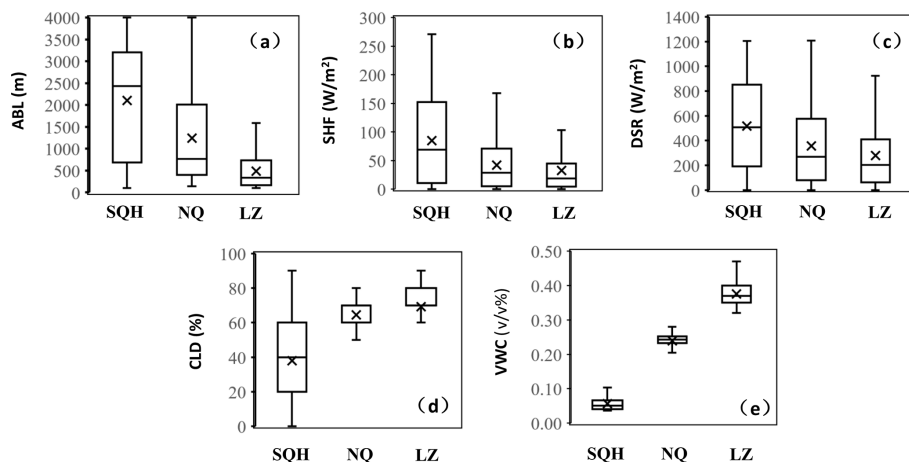 （a）
ABL (m)
4000
3500
3000
2500
2000
1500
1000
500
0
SQH NQ LZ
（b）
SHF (W/m²)
300
250
200
150
100
50
0
SQH NQ LZ
（c）
DSR (W/m²)
1400
1200
1000
800
600
400
200
0
SQH NQ LZ
CLD (%)
100
80
60
40
20
0
（d）
SQH NQ LZ
VWC (v/v%)
0.50
0.40
0.30
0.20
0.10
0.00
（e）
SQH NQ LZ